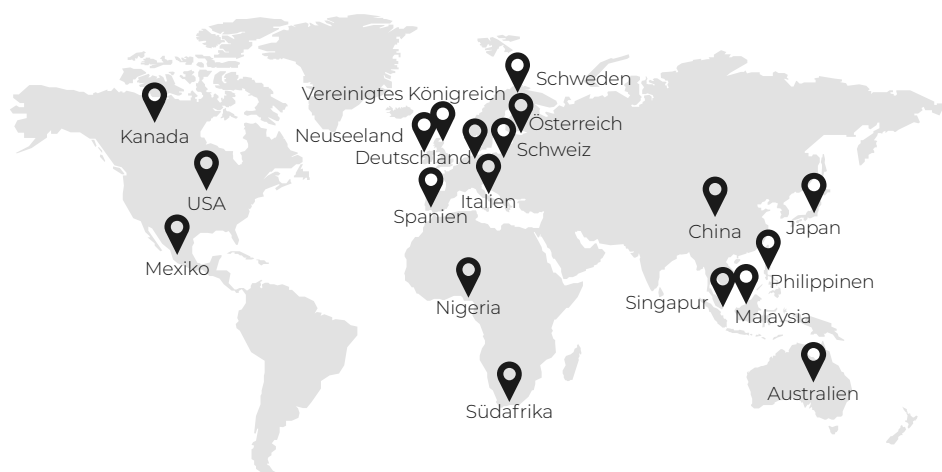 Schweden
Vereinigtes Königreich
Österreich
Kanada
Neuseeland
Schweiz
Deutschland
USA
Italien
Spanien
China
Japan
Mexiko
Philippinen
Singapur
Nigeria
Malaysia
Australien
Südafrika